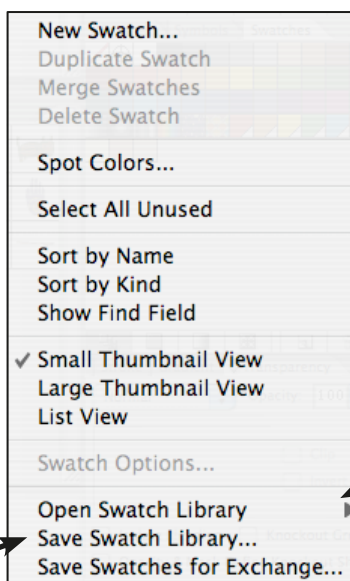 New Swatch...
Duplicate Swatch
Merge Swatches
Delete Swatch
Spot Colors...
Select All Unused
Sort by Name
Sort by Kind
Show Find Field
✓ Small Thumbnail View
Large Thumbnail View
List View
Swatch Options...
Open Swatch Library
Save Swatch Library...
Save Swatches for Exchange...